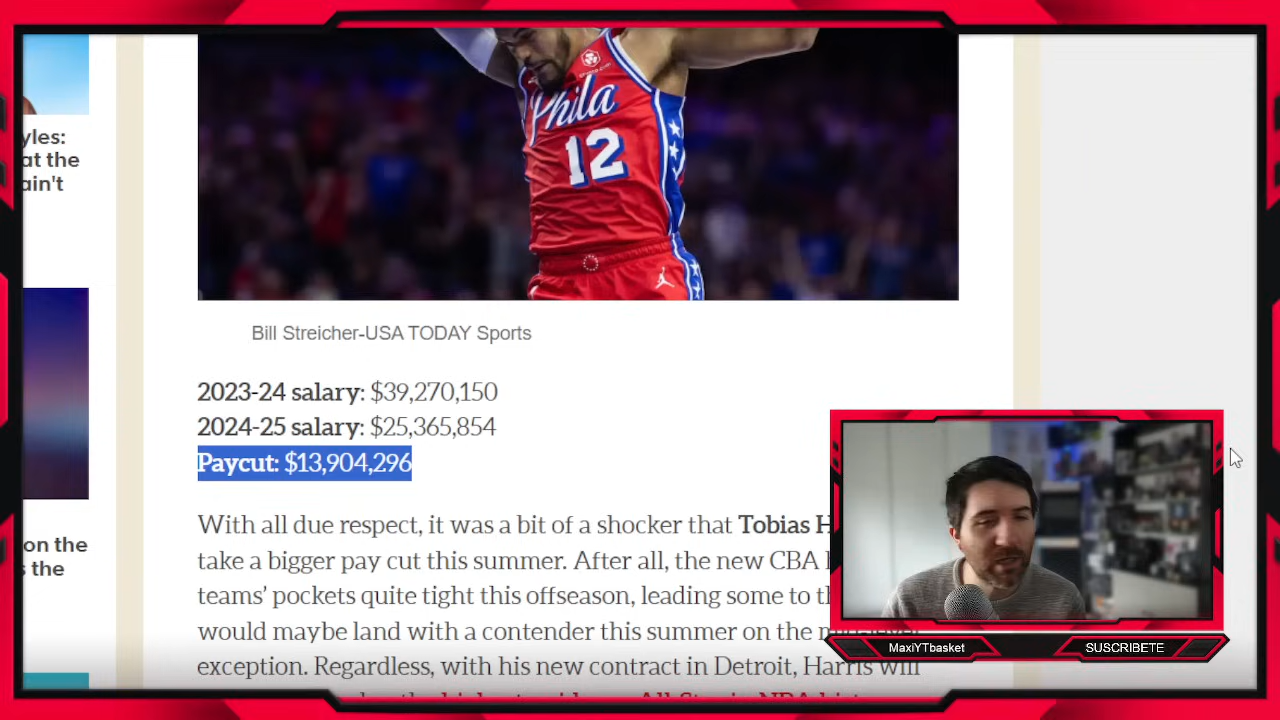 yles:
at the
ain't
on the
s the
Phila
12
Bill Streicher-USA TODAY Sports
2023-24 salary: $39,270,150
2024-25 salary: $25,365,854
Paycut: $13,904,296
With all due respect, it was a bit of a shocker that Tobias H
take a bigger pay cut this summer. After all, the new CBA
teams' pockets quite tight this offseason, leading some to th
would maybe land with a contender this summer on the mid-level
exception. Regardless, with his new contract in Detroit, Harris will
MaxiYTbasket
SUSCRIBETE